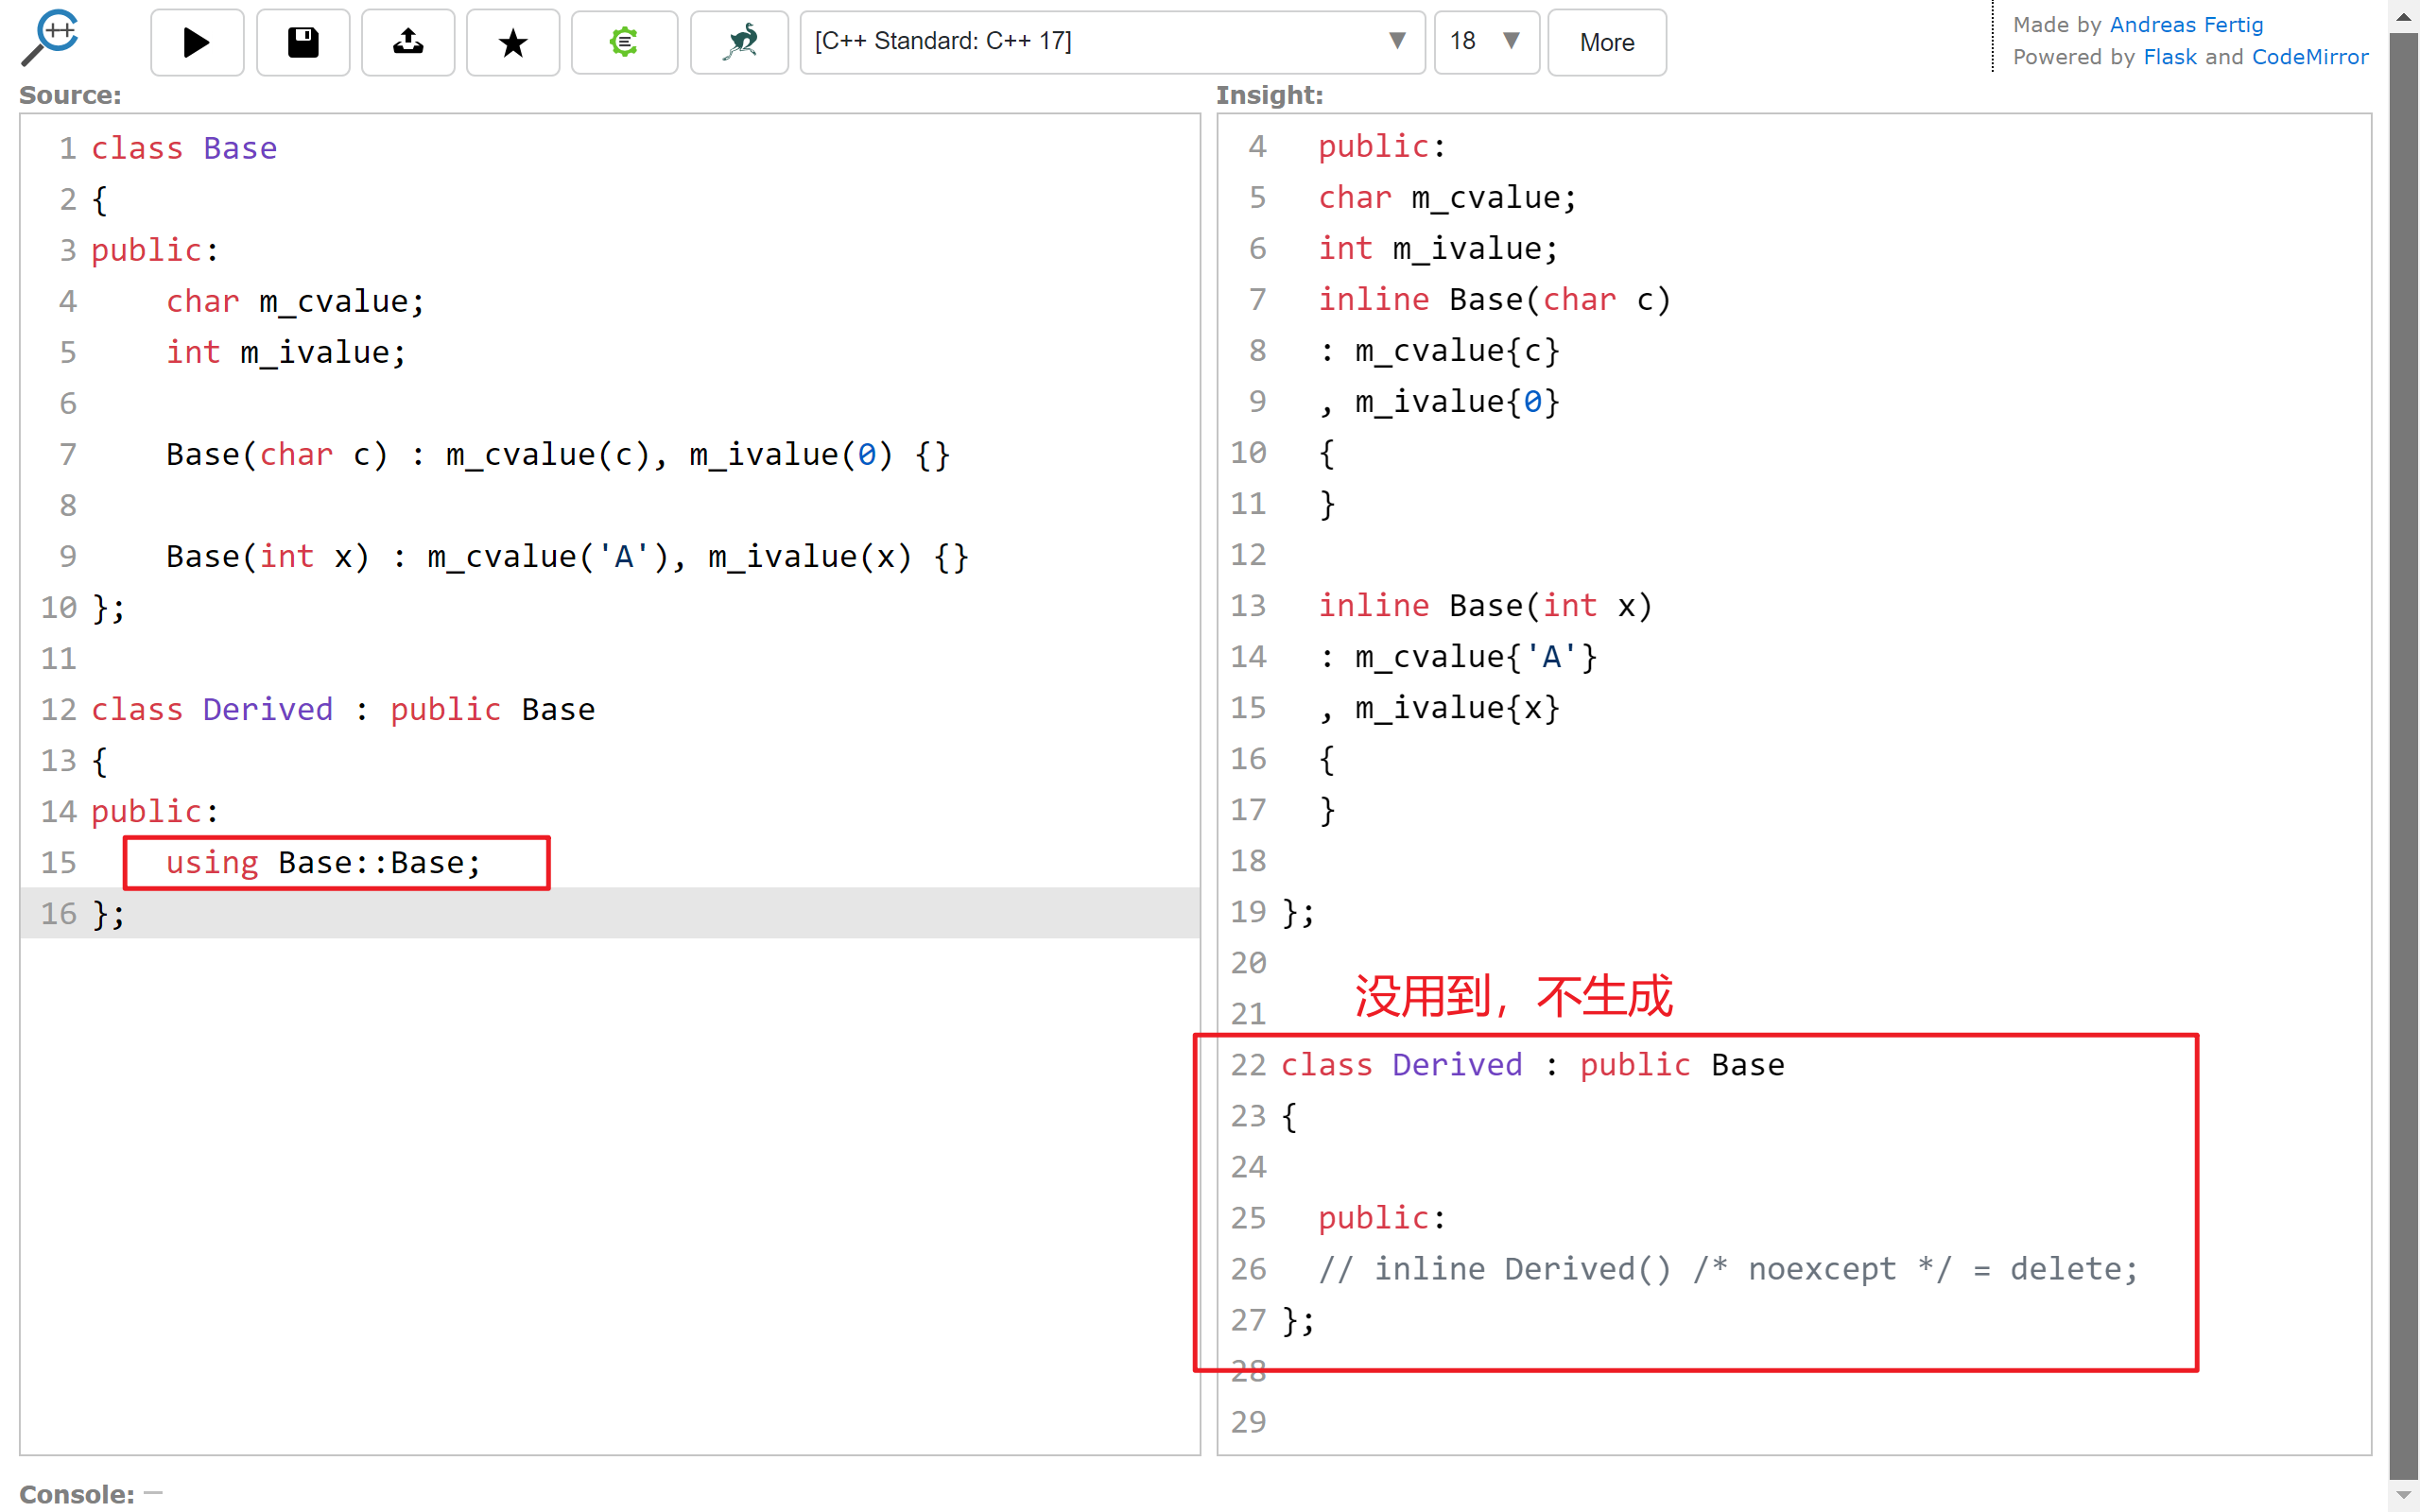 [C++ Standard: C++ 17]
18
More
Made by Andreas Fertig
Powered by Flask and CodeMirror
Source:
1 class Base
2 {
3 public:
4     char m_cvalue;
5     int m_ivalue;
6
7     Base(char c) : m_cvalue(c), m_ivalue(0) {}
8
9     Base(int x) : m_cvalue('A'), m_ivalue(x) {}
10 };
11
12 class Derived : public Base
13 {
14 public:
15     using Base::Base;
16 };
Insight:
4   public:
5   char m_cvalue;
6   int m_ivalue;
7   inline Base(char c)
8   : m_cvalue{c}
9   , m_ivalue{0}
10   {
11   }
12
13   inline Base(int x)
14   : m_cvalue{'A'}
15   , m_ivalue{x}
16   {
17   }
18
19 };
20
没用到，不生成
21
22 class Derived : public Base
23 {
24
25   public:
26   // inline Derived() /* noexcept */ = delete;
27 };
28
29
Console: